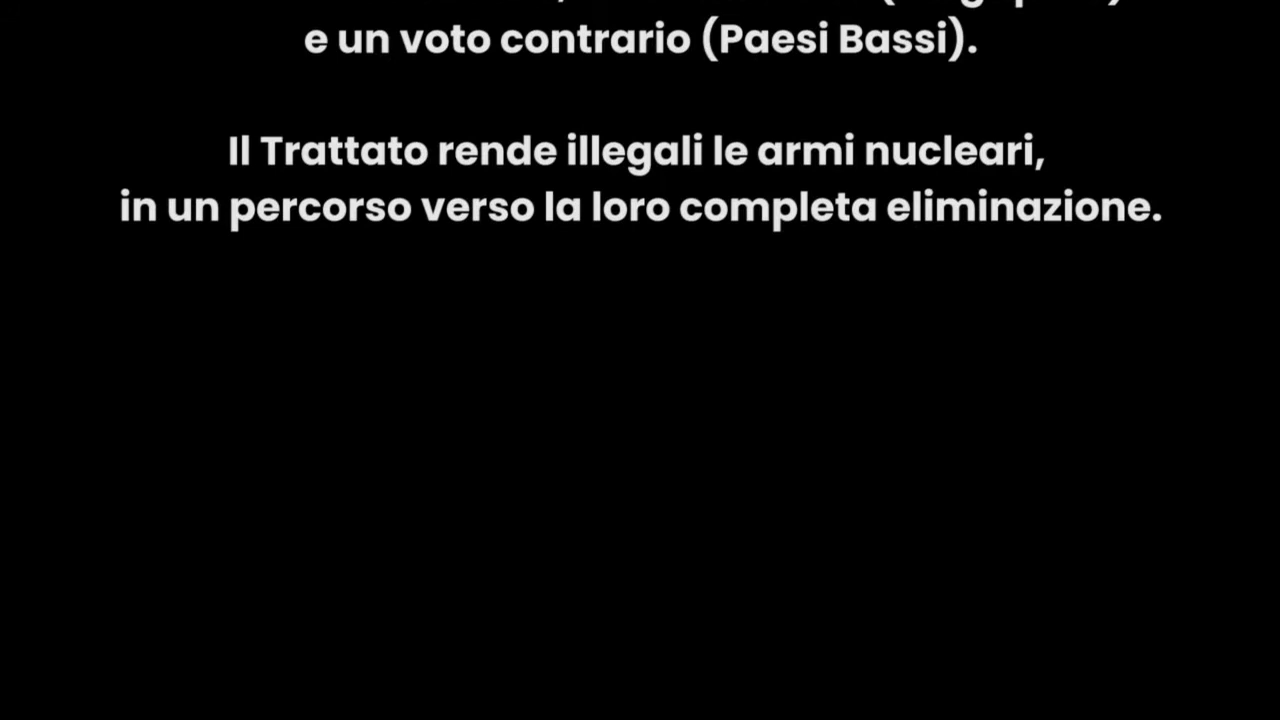 e un voto contrario (Paesi Bassi).
Il Trattato rende illegali le armi nucleari,
in un percorso verso la loro completa eliminazione.